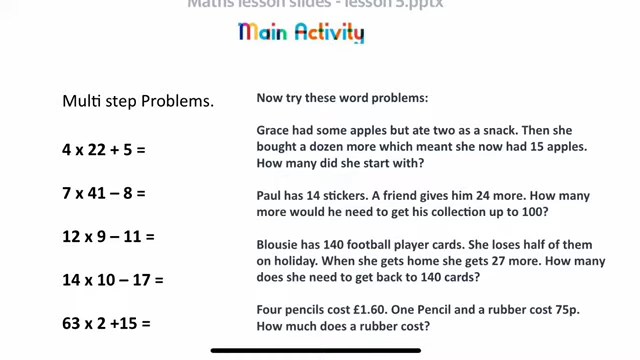 Maths lesson slides - lesson 5.pptx
Main Activity
Multi step Problems.
4 x 22 + 5 =
7 x 41 – 8 =
12 x 9 – 11 =
14 x 10 – 17 =
63 x 2 +15 =
Now try these word problems:
Grace had some apples but ate two as a snack. Then she
bought a dozen more which meant she now had 15 apples.
How many did she start with?
Paul has 14 stickers. A friend gives him 24 more. How many
more would he need to get his collection up to 100?
Blousie has 140 football player cards. She loses half of them
on holiday. When she gets home she gets 27 more. How many
does she need to get back to 140 cards?
Four pencils cost £1.60. One Pencil and a rubber cost 75p.
How much does a rubber cost?